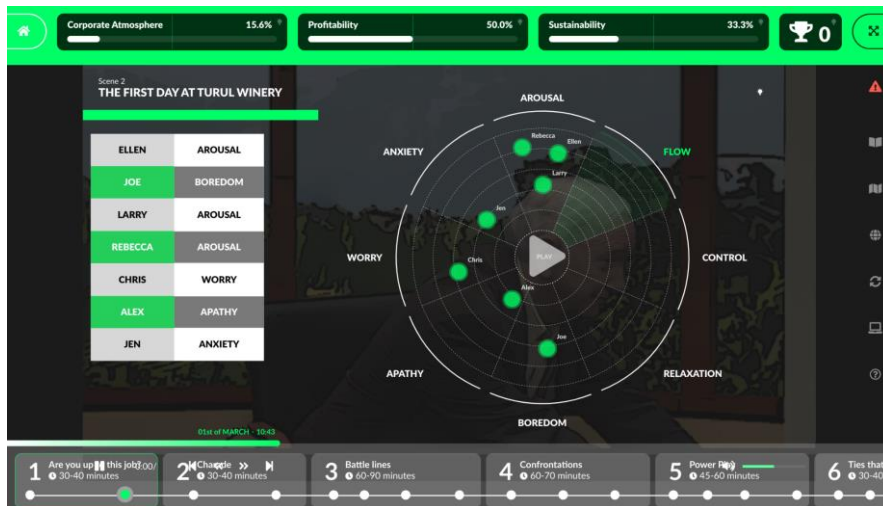 Corporate Atmosphere 15.6%
Profitability 50.0%
Sustainability 33.3%
0
Scene 2
THE FIRST DAY AT TURUL WINERY
ELLEN AROUSAL
JOE BOREDOM
LARRY AROUSAL
REBECCA AROUSAL
CHRIS WORRY
ALEX APATHY
JEN ANXIETY
AROUSAL
ANXIETY
FLOW
WORRY
CONTROL
APATHY
RELAXATION
BOREDOM
Rebecca
Ellen
Larry
Jen
Chris
PLAY
Alex
Joe
01st of MARCH - 10:43
1 Are you up this job?
30-40 minutes
0:00/
2
30-40 minutes
3 Battle lines
60-90 minutes
4 Confrontations
60-70 minutes
5 Power
45-60 minutes
6 Ties that
30-40